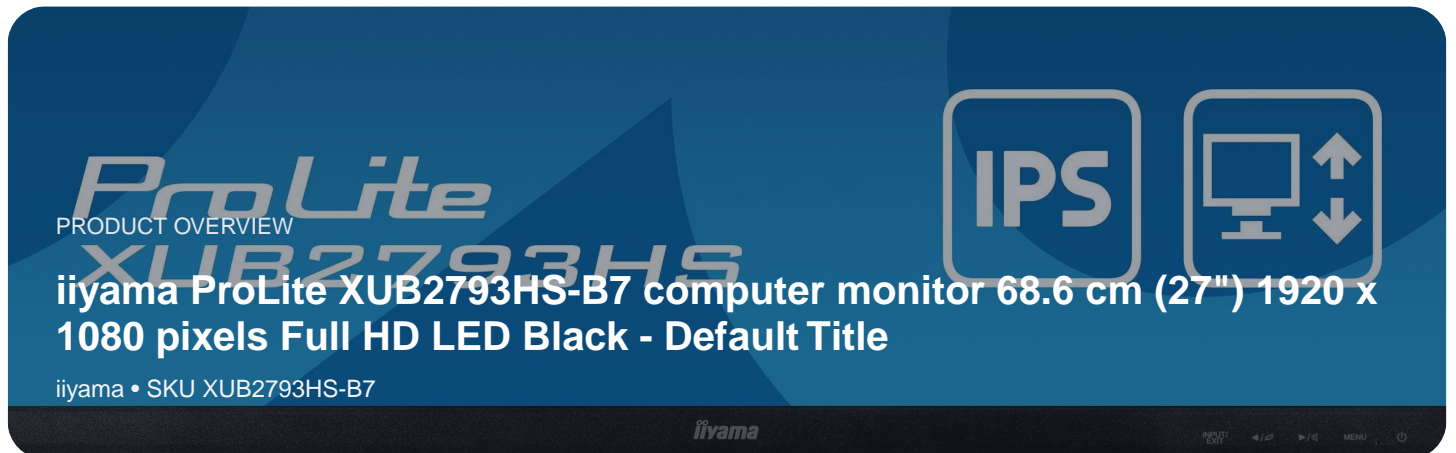 ProLite
PRODUCT OVERVIEW
XUB2793HS
IPS
iiyama ProLite XUB2793HS-B7 computer monitor 68.6 cm (27") 1920 x
1080 pixels Full HD LED Black - Default Title
iiyama • SKU XUB2793HS-B7
iiyama
INPUT/
EXIT
MENU